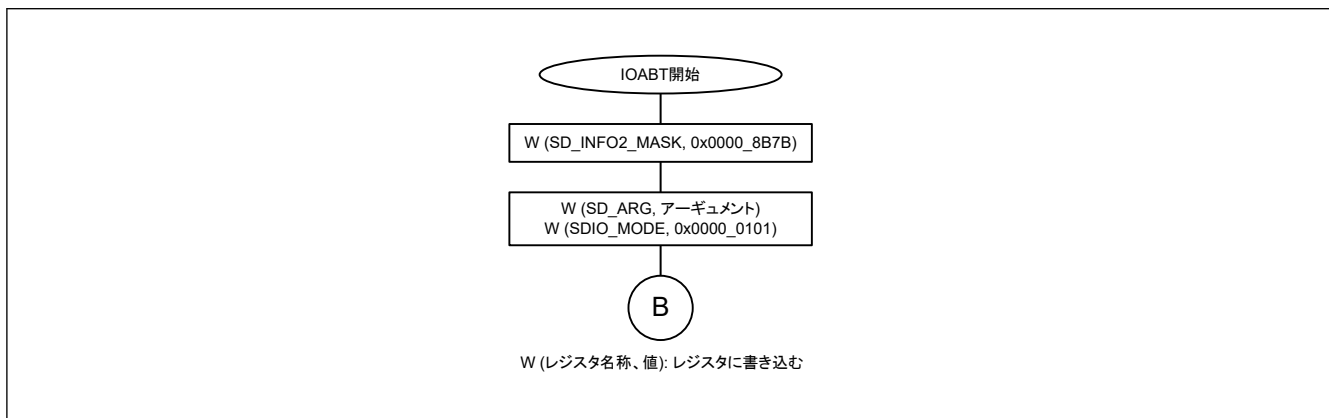 IOABT開始
W (SD_INFO2_MASK, 0x0000_8B7B)
W (SD_ARG, アーギュメント)
W (SDIO_MODE, 0x0000_0101)
B
W (レジスタ名称、値): レジスタに書き込む